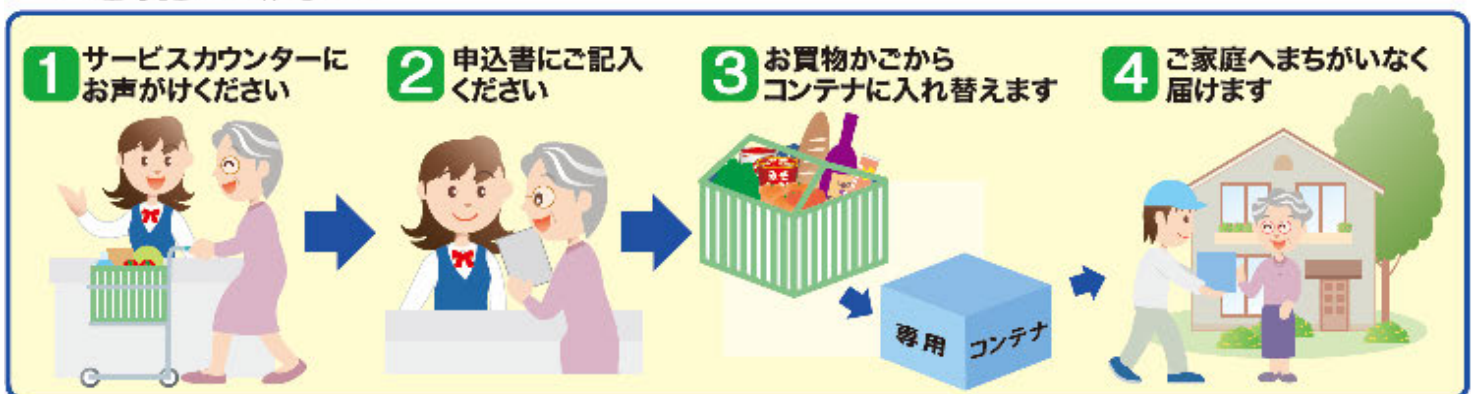 1 サービスカウンターに
お声がけください
2 申込書にご記入
ください
3 お買物かごから
コンテナに入れ替えます
4 ご家庭へまちがいなく
届けます
みそ
専用 コンテナ